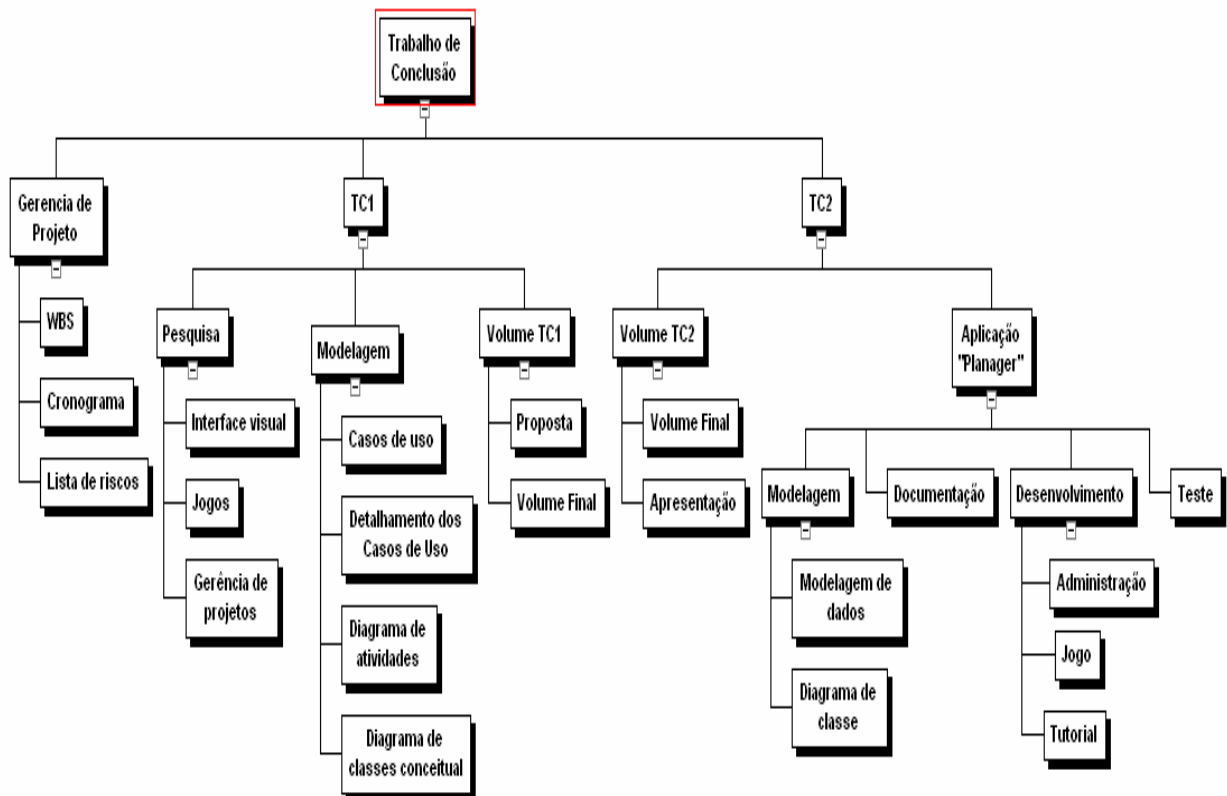 Trabalho de
Conclusão
Gerencia de
Projeto
TC1
TC2
WBS
Cronograma
Lista de riscos
Pesquisa
Interface visual
Jogos
Gerência de
projetos
Modelagem
Casos de uso
Detalhamento dos
Casos de Uso
Diagrama de
atividades
Diagrama de
classes conceitual
Volume TC1
Proposta
Volume Final
Volume TC2
Volume Final
Apresentação
Aplicação
"Planager"
Modelagem
Modelagem de
dados
Diagrama de
classe
Documentação
Desenvolvimento
Administração
Jogo
Tutorial
Teste